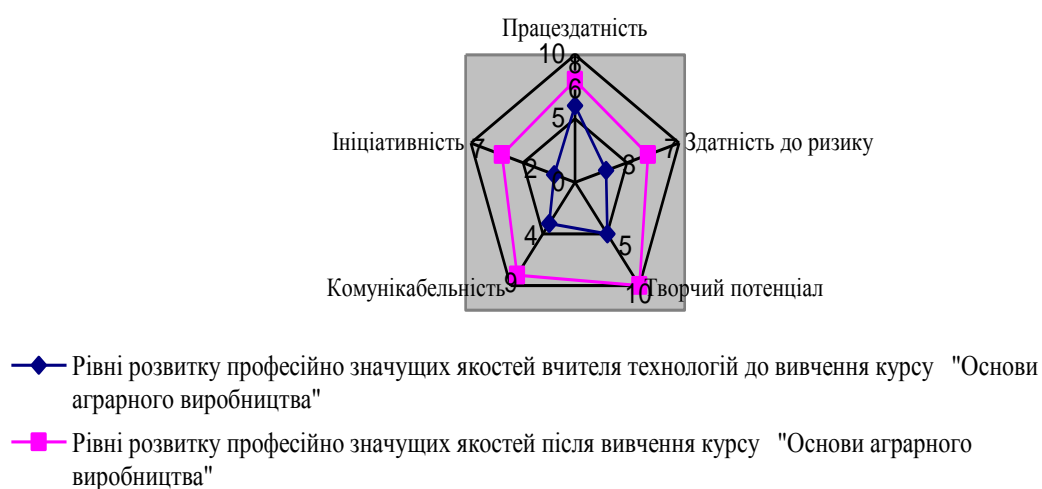 Працездатність
10
8
6
5
Ініціативність
7
2
0
3
7
Здатність до ризику
4
5
Комунікабельність
9
10
Творчий потенціал
Рівні розвитку професійно значущих якостей вчителя технологій до вивчення курсу "Основи
аграрного виробництва"
Рівні розвитку професійно значущих якостей після вивчення курсу "Основи аграрного
виробництва"